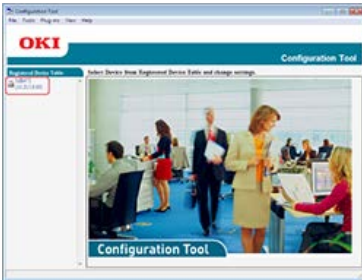 Configuration Tool
File Tools Plug-ins View Help
OKI
Configuration Tool
Registered Device Table
Select Device from Registered Device Table and change settings.
Configuration Tool